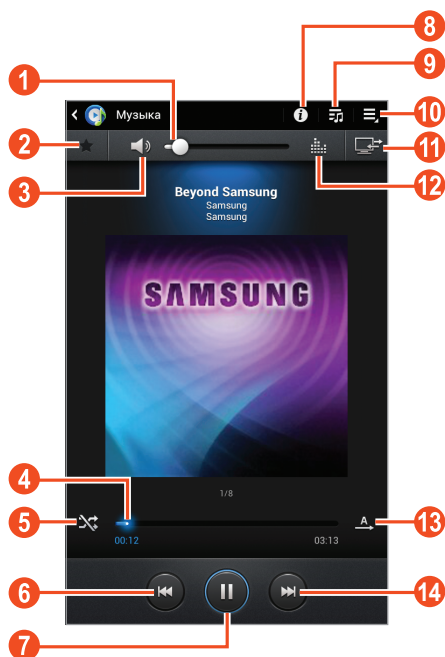 8
9
1
10
Музыка
2
11
3
12
Beyond Samsung
Samsung
Samsung
SAMSUNG
4
1/8
5
A
13
00:12
03:13
6
14
7